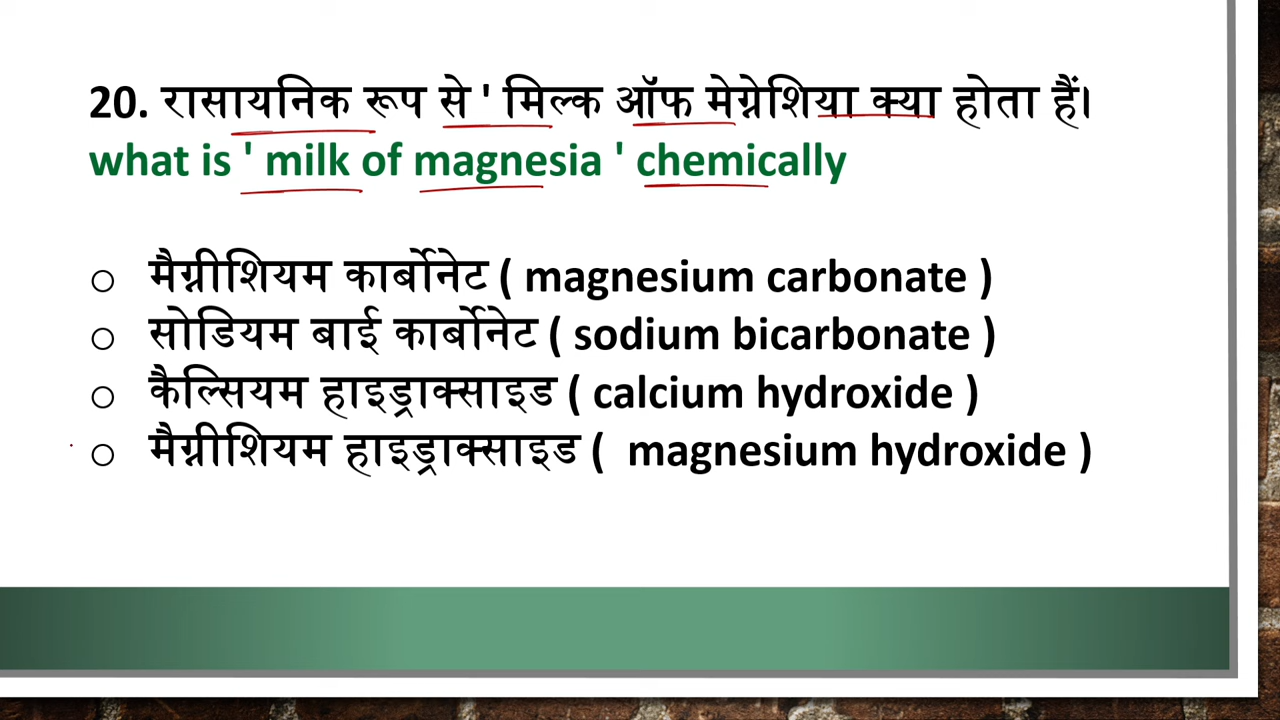 20. रासायनिक रूप से ' मिल्क ऑफ मेग्नेशिया क्या होता हैं।
what is ' milk of magnesia ' chemically
o मैग्नीशियम कार्बोनेट ( magnesium carbonate )
o सोडियम बाई कार्बोनेट ( sodium bicarbonate )
o कैल्सियम हाइड्राक्साइड ( calcium hydroxide )
o मैग्नीशियम हाइड्राक्साइड ( magnesium hydroxide )